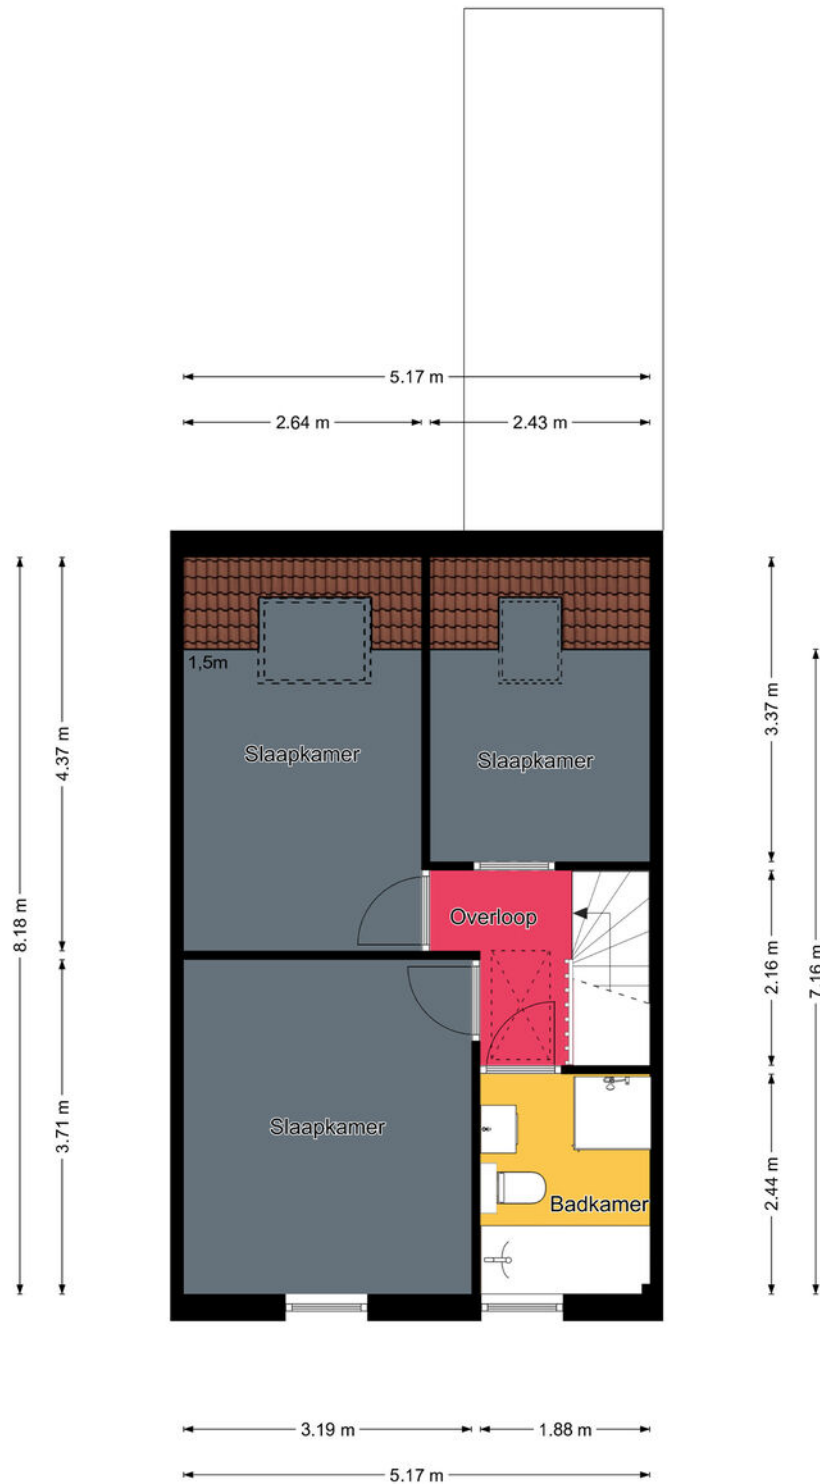 5.17 m
2.64 m
2.43 m
1,5m
Slaapkamer
Slaapkamer
4.37 m
3.37 m
8.18 m
Overloop
2.16 m
7.16 m
Slaapkamer
3.71 m
Badkamer
2.44 m
3.19 m
1.88 m
5.17 m